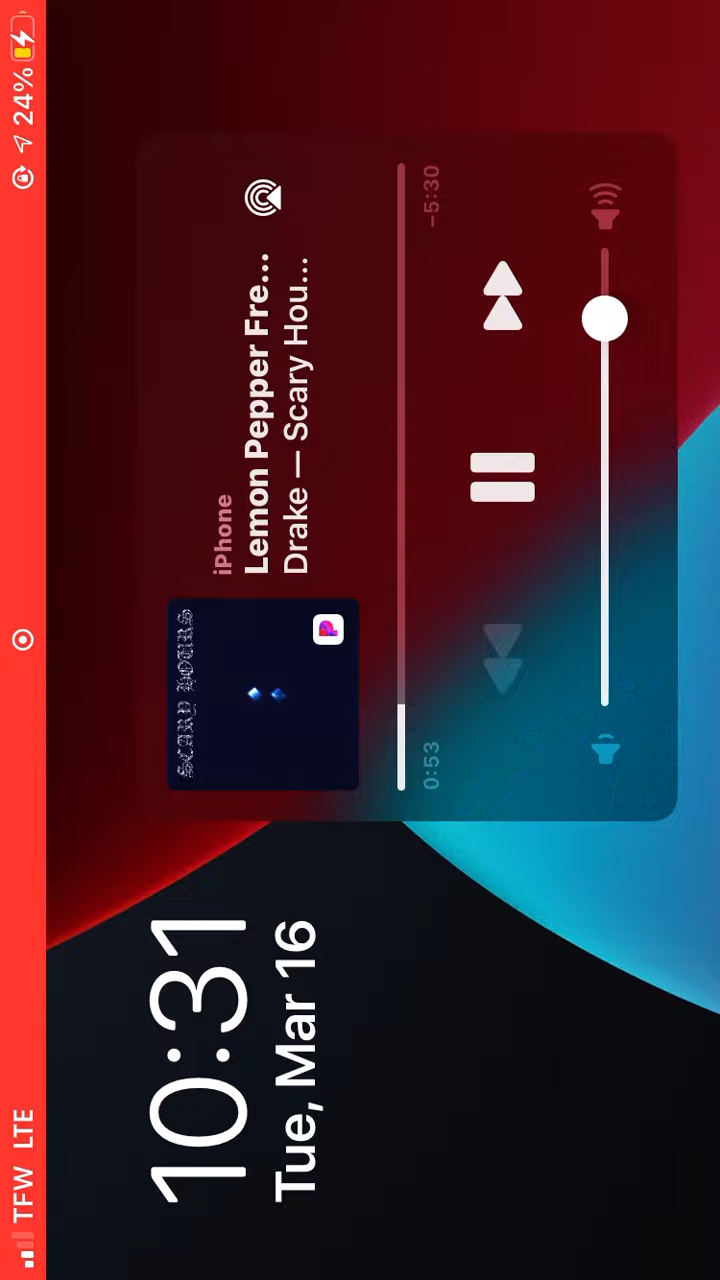 TFW LTE
24%
10:31
Tue, Mar 16
SCARY HOURS
iPhone
Lemon Pepper Fre...
Drake — Scary Hou...
0:53
-5:30